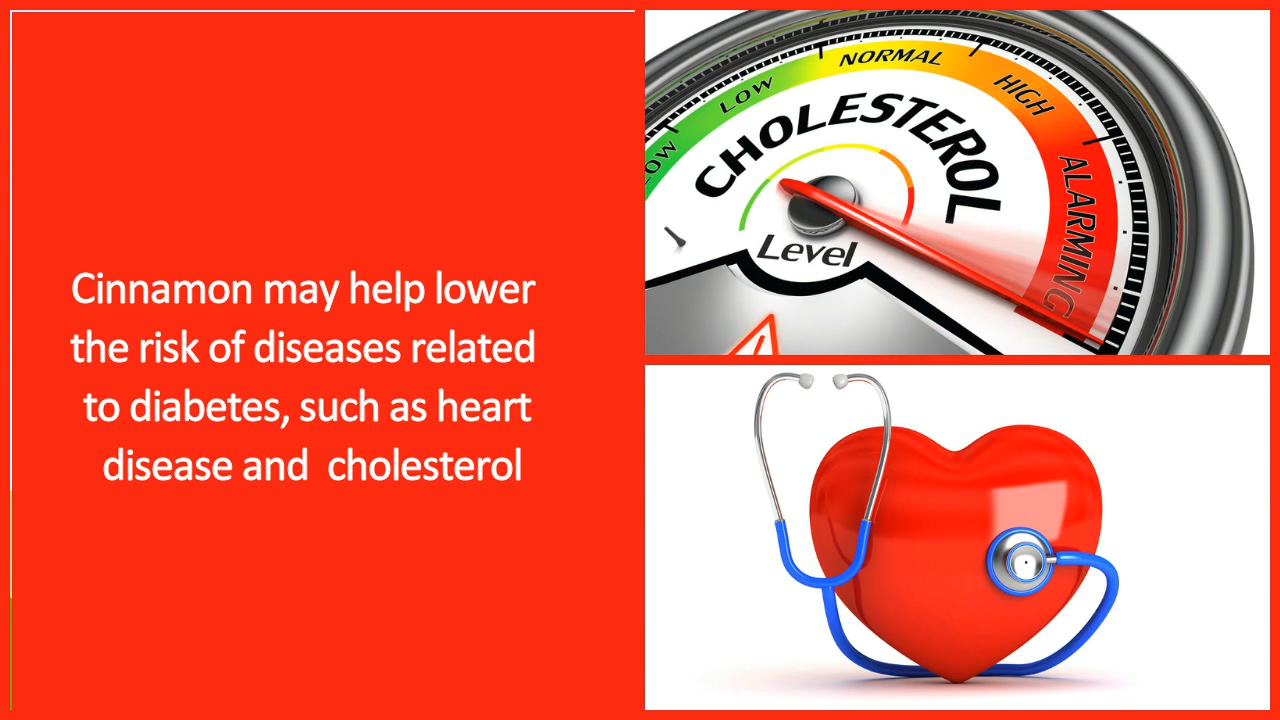 Cinnamon may help lower
the risk of diseases related
to diabetes, such as heart
disease and  cholesterol
LOW
LOW
NORMAL
HIGH
ALARMING
CHOLESTEROL
Level